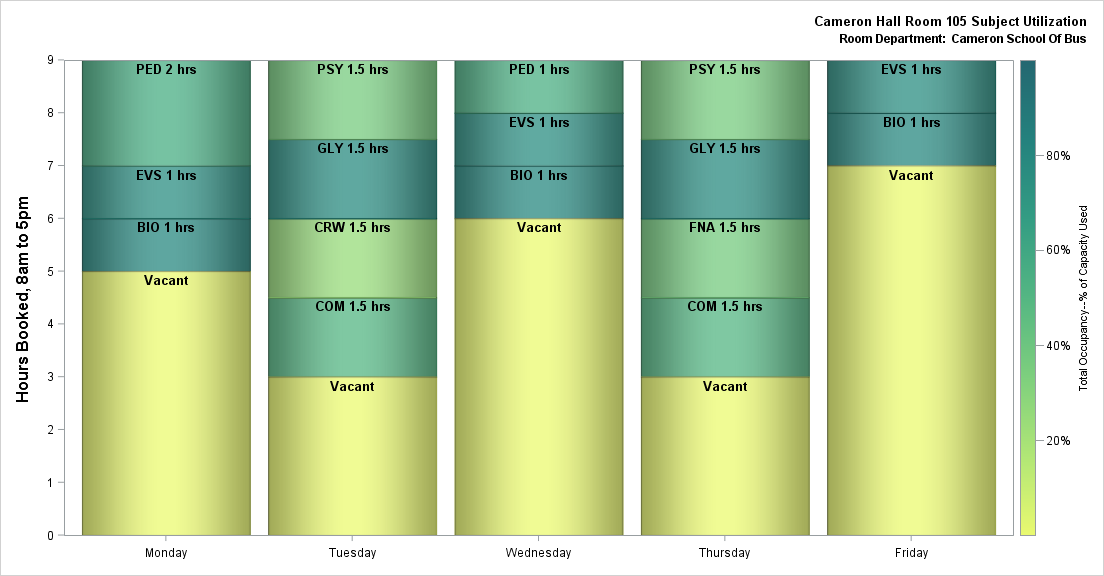 Cameron Hall Room 105 Subject Utilization
Room Department: Cameron School Of Bus
Hours Booked, 8am to 5pm
9
8
7
6
5
4
3
2
1
0
PED 2 hrs
EVS 1 hrs
BIO 1 hrs
Vacant
PSY 1.5 hrs
GLY 1.5 hrs
CRW 1.5 hrs
COM 1.5 hrs
Vacant
PED 1 hrs
EVS 1 hrs
BIO 1 hrs
Vacant
PSY 1.5 hrs
GLY 1.5 hrs
FNA 1.5 hrs
COM 1.5 hrs
Vacant
EVS 1 hrs
BIO 1 hrs
Vacant
Monday
Tuesday
Wednesday
Thursday
Friday
80%
60%
40%
20%
Total Occupancy--% of Capacity Used